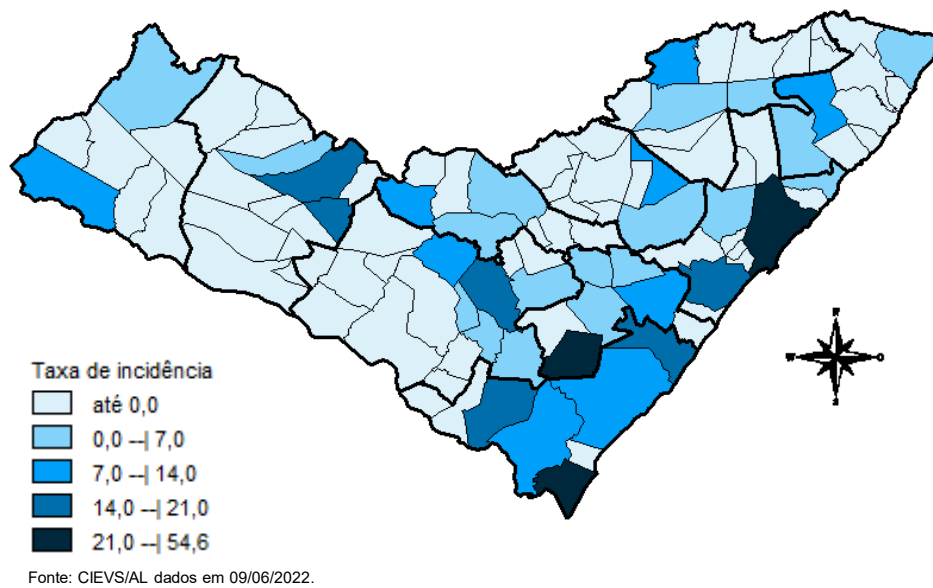 Taxa de incidência
até 0,0
0,0 --| 7,0
7,0 --| 14,0
14,0 --| 21,0
21,0 --| 54,6
Fonte: CIEVS/AL dados em 09/06/2022.